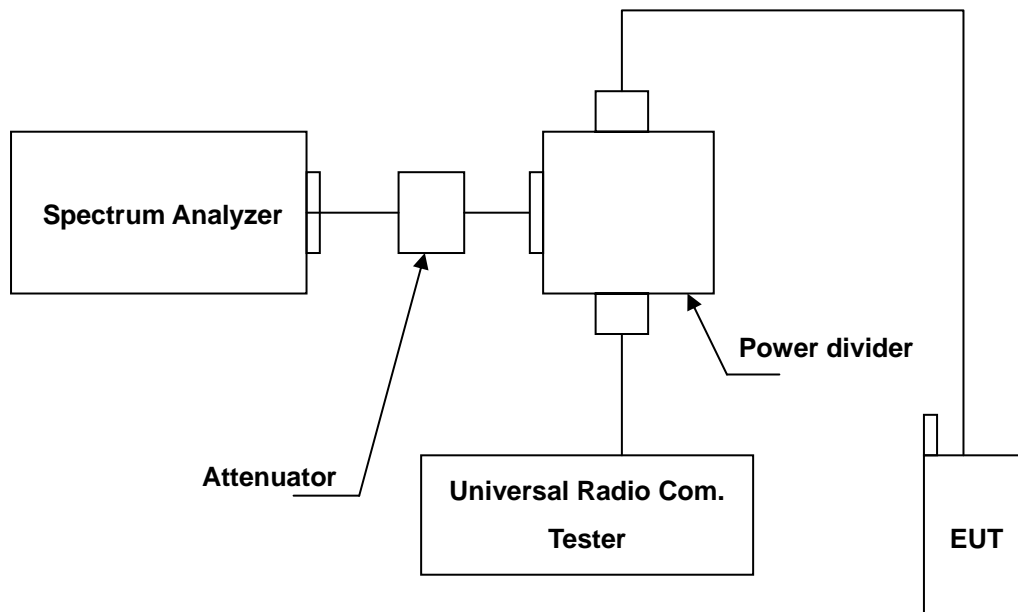 Spectrum Analyzer
Power divider
Attenuator
Universal Radio Com.
Tester
EUT